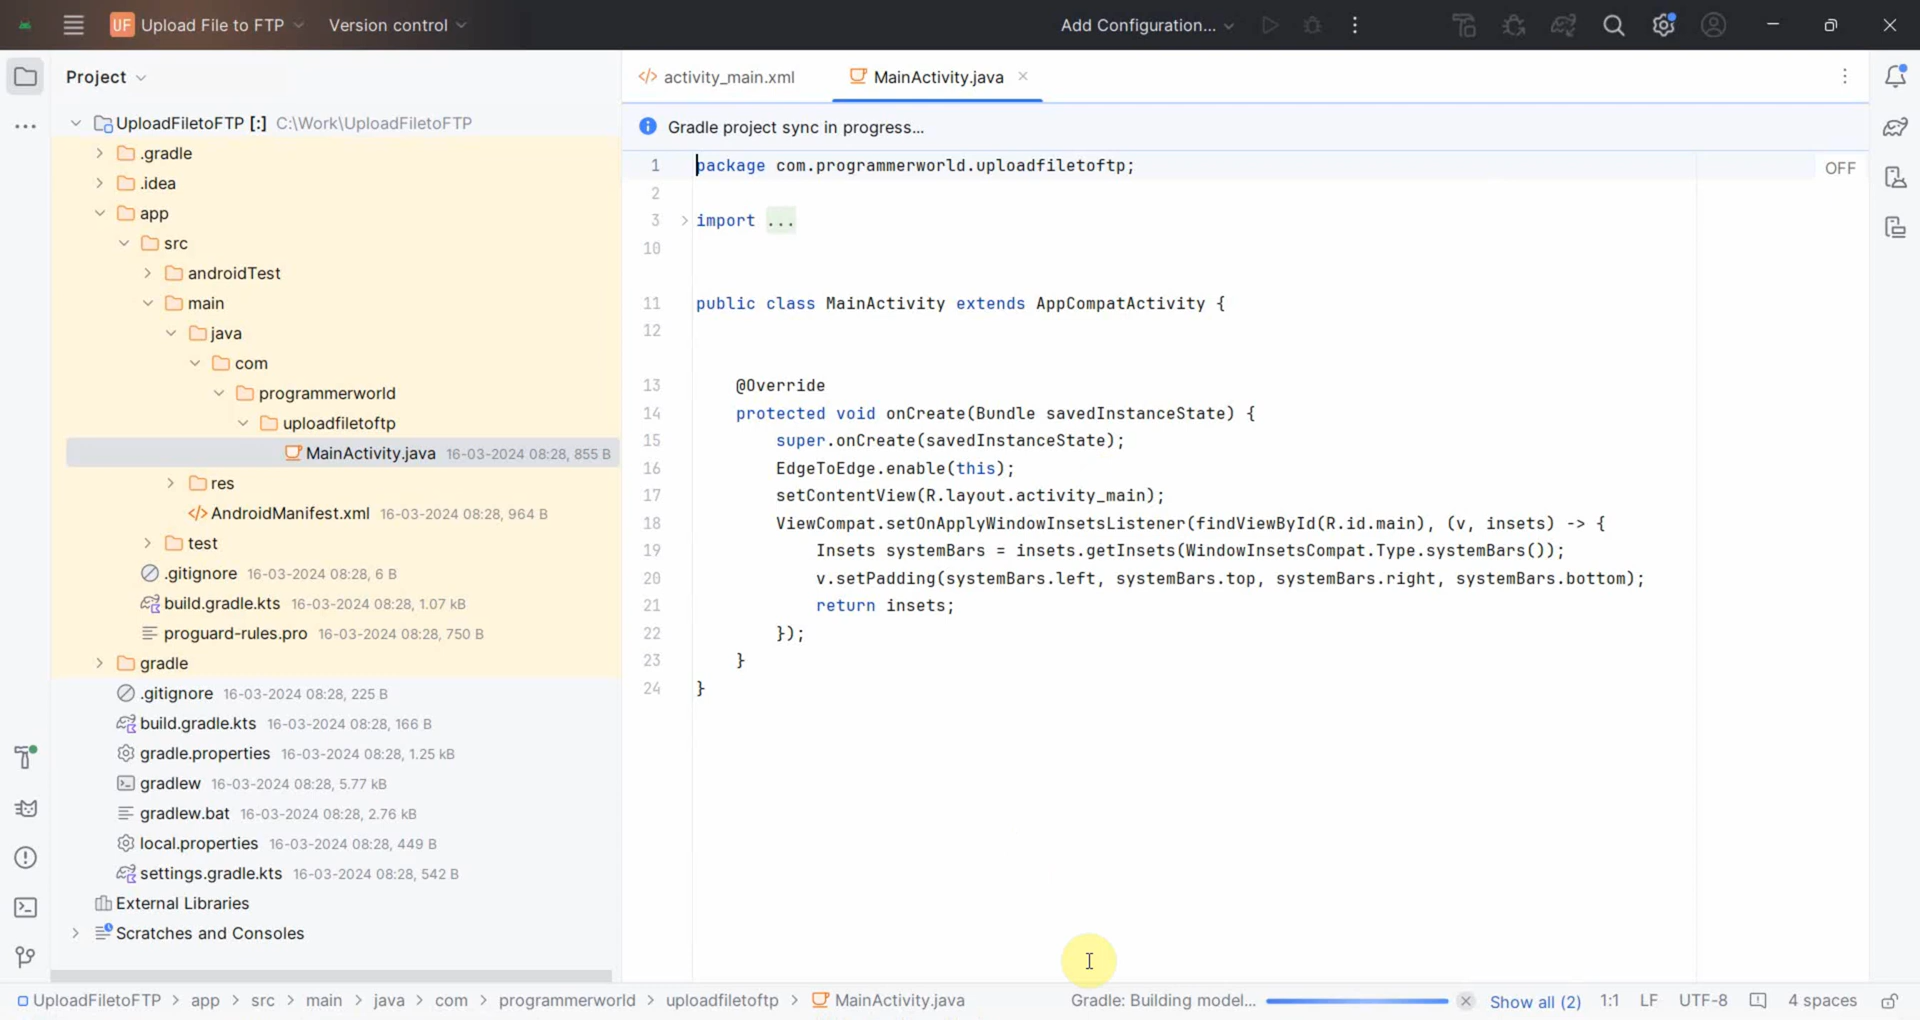 UF Upload File to FTP Version control Add Configuration...
Project
activity_main.xml MainActivity.java
Gradle project sync in progress...
OFF
UploadFiletoFTP [:] C:\Work\UploadFiletoFTP
.gradle
.idea
app
src
androidTest
main
java
com
programmerworld
uploadfiletoftp
MainActivity.java 16-03-2024 08:28, 855 B
res
AndroidManifest.xml 16-03-2024 08:28, 964 B
test
.gitignore 16-03-2024 08:28, 6 B
build.gradle.kts 16-03-2024 08:28, 1.07 kB
proguard-rules.pro 16-03-2024 08:28, 750 B
gradle
.gitignore 16-03-2024 08:28, 225 B
build.gradle.kts 16-03-2024 08:28, 166 B
gradle.properties 16-03-2024 08:28, 1.25 kB
gradlew 16-03-2024 08:28, 5.77 kB
gradlew.bat 16-03-2024 08:28, 2.76 kB
local.properties 16-03-2024 08:28, 449 B
settings.gradle.kts 16-03-2024 08:28, 542 B
External Libraries
Scratches and Consoles
1 package com.programmerworld.uploadfiletoftp;
2
3 import ...
10
11 public class MainActivity extends AppCompatActivity {
12
13 @Override
14 protected void onCreate(Bundle savedInstanceState) {
15 super.onCreate(savedInstanceState);
16 EdgeToEdge.enable(this);
17 setContentView(R.layout.activity_main);
18 ViewCompat.setOnApplyWindowInsetsListener(findViewById(R.id.main), (v, insets) -> {
19 Insets systemBars = insets.getInsets(WindowInsetsCompat.Type.systemBars());
20 v.setPadding(systemBars.left, systemBars.top, systemBars.right, systemBars.bottom);
21 return insets;
22 });
23 }
24 }
UploadFiletoFTP > app > src > main > java > com > programmerworld > uploadfiletoftp > MainActivity.java Gradle: Building model... Show all (2) 1:1 LF UTF-8 4 spaces